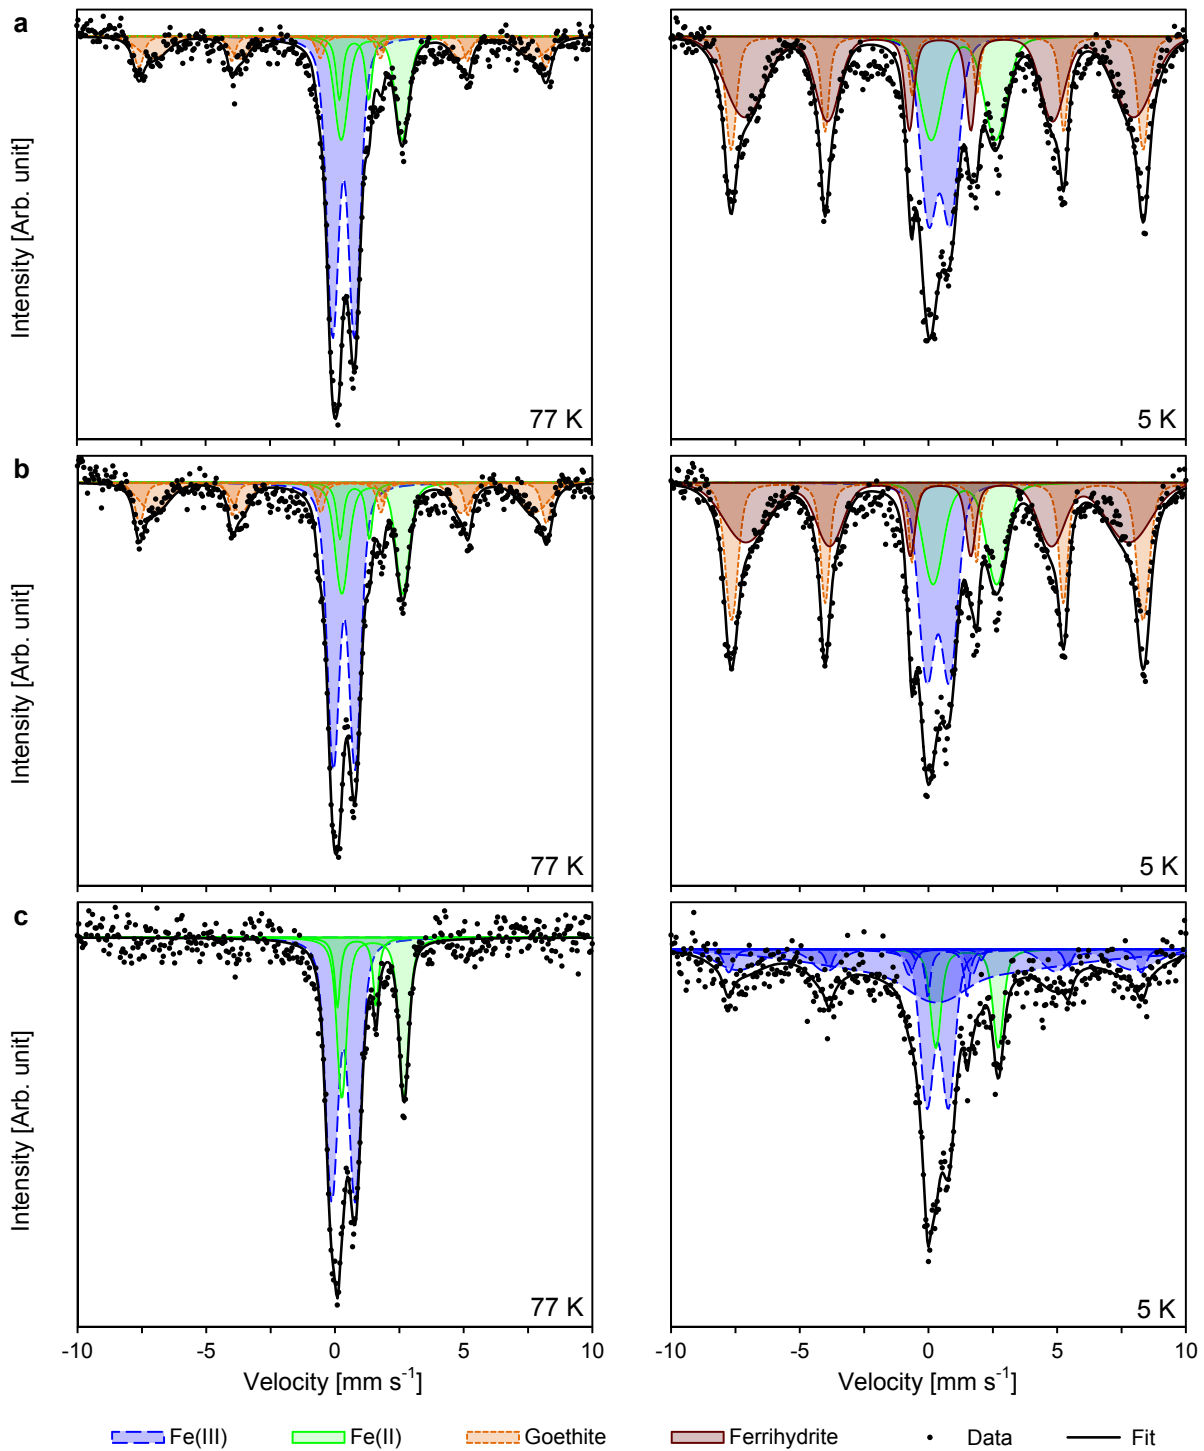 a
Intensity [Arb. unit]
77 K
5 K
b
Intensity [Arb. unit]
77 K
5 K
c
Intensity [Arb. unit]
77 K
5 K
-10 -5 0 5 10
-10 -5 0 5 10
Velocity [mm s⁻¹]
Velocity [mm s⁻¹]
Fe(III) Fe(II) Goethite Ferrihydrite Data Fit